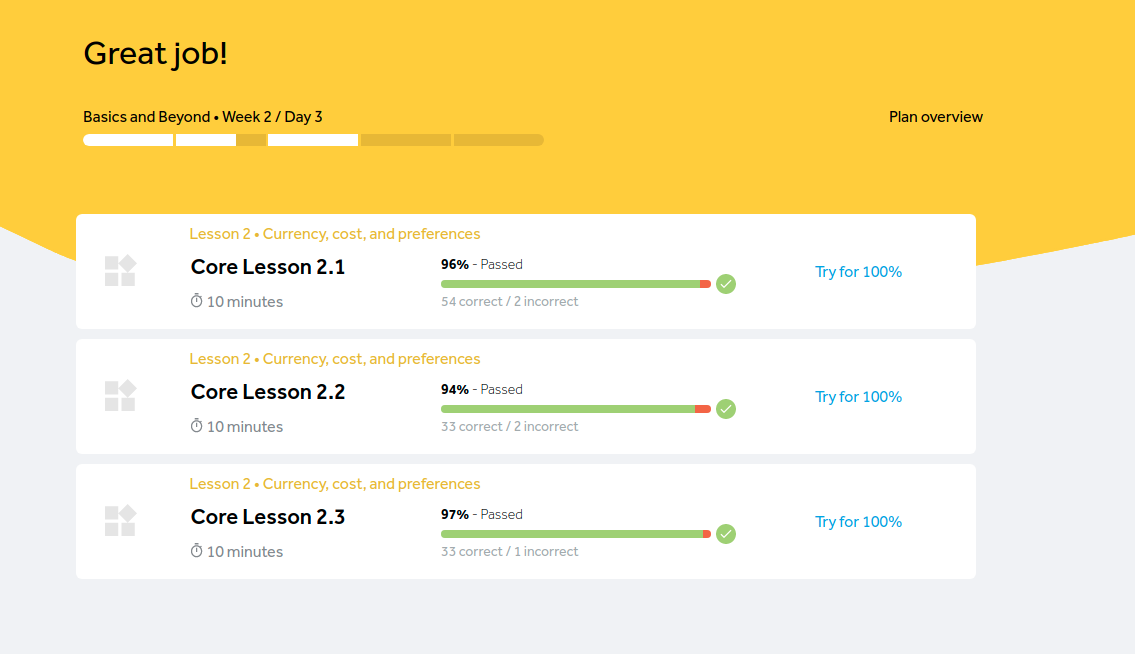 Great job!
Basics and Beyond • Week 2 / Day 3
Plan overview
Lesson 2 • Currency, cost, and preferences
Core Lesson 2.1
10 minutes
96% - Passed
54 correct / 2 incorrect
Try for 100%
Lesson 2 • Currency, cost, and preferences
Core Lesson 2.2
10 minutes
94% - Passed
33 correct / 2 incorrect
Try for 100%
Lesson 2 • Currency, cost, and preferences
Core Lesson 2.3
10 minutes
97% - Passed
33 correct / 1 incorrect
Try for 100%